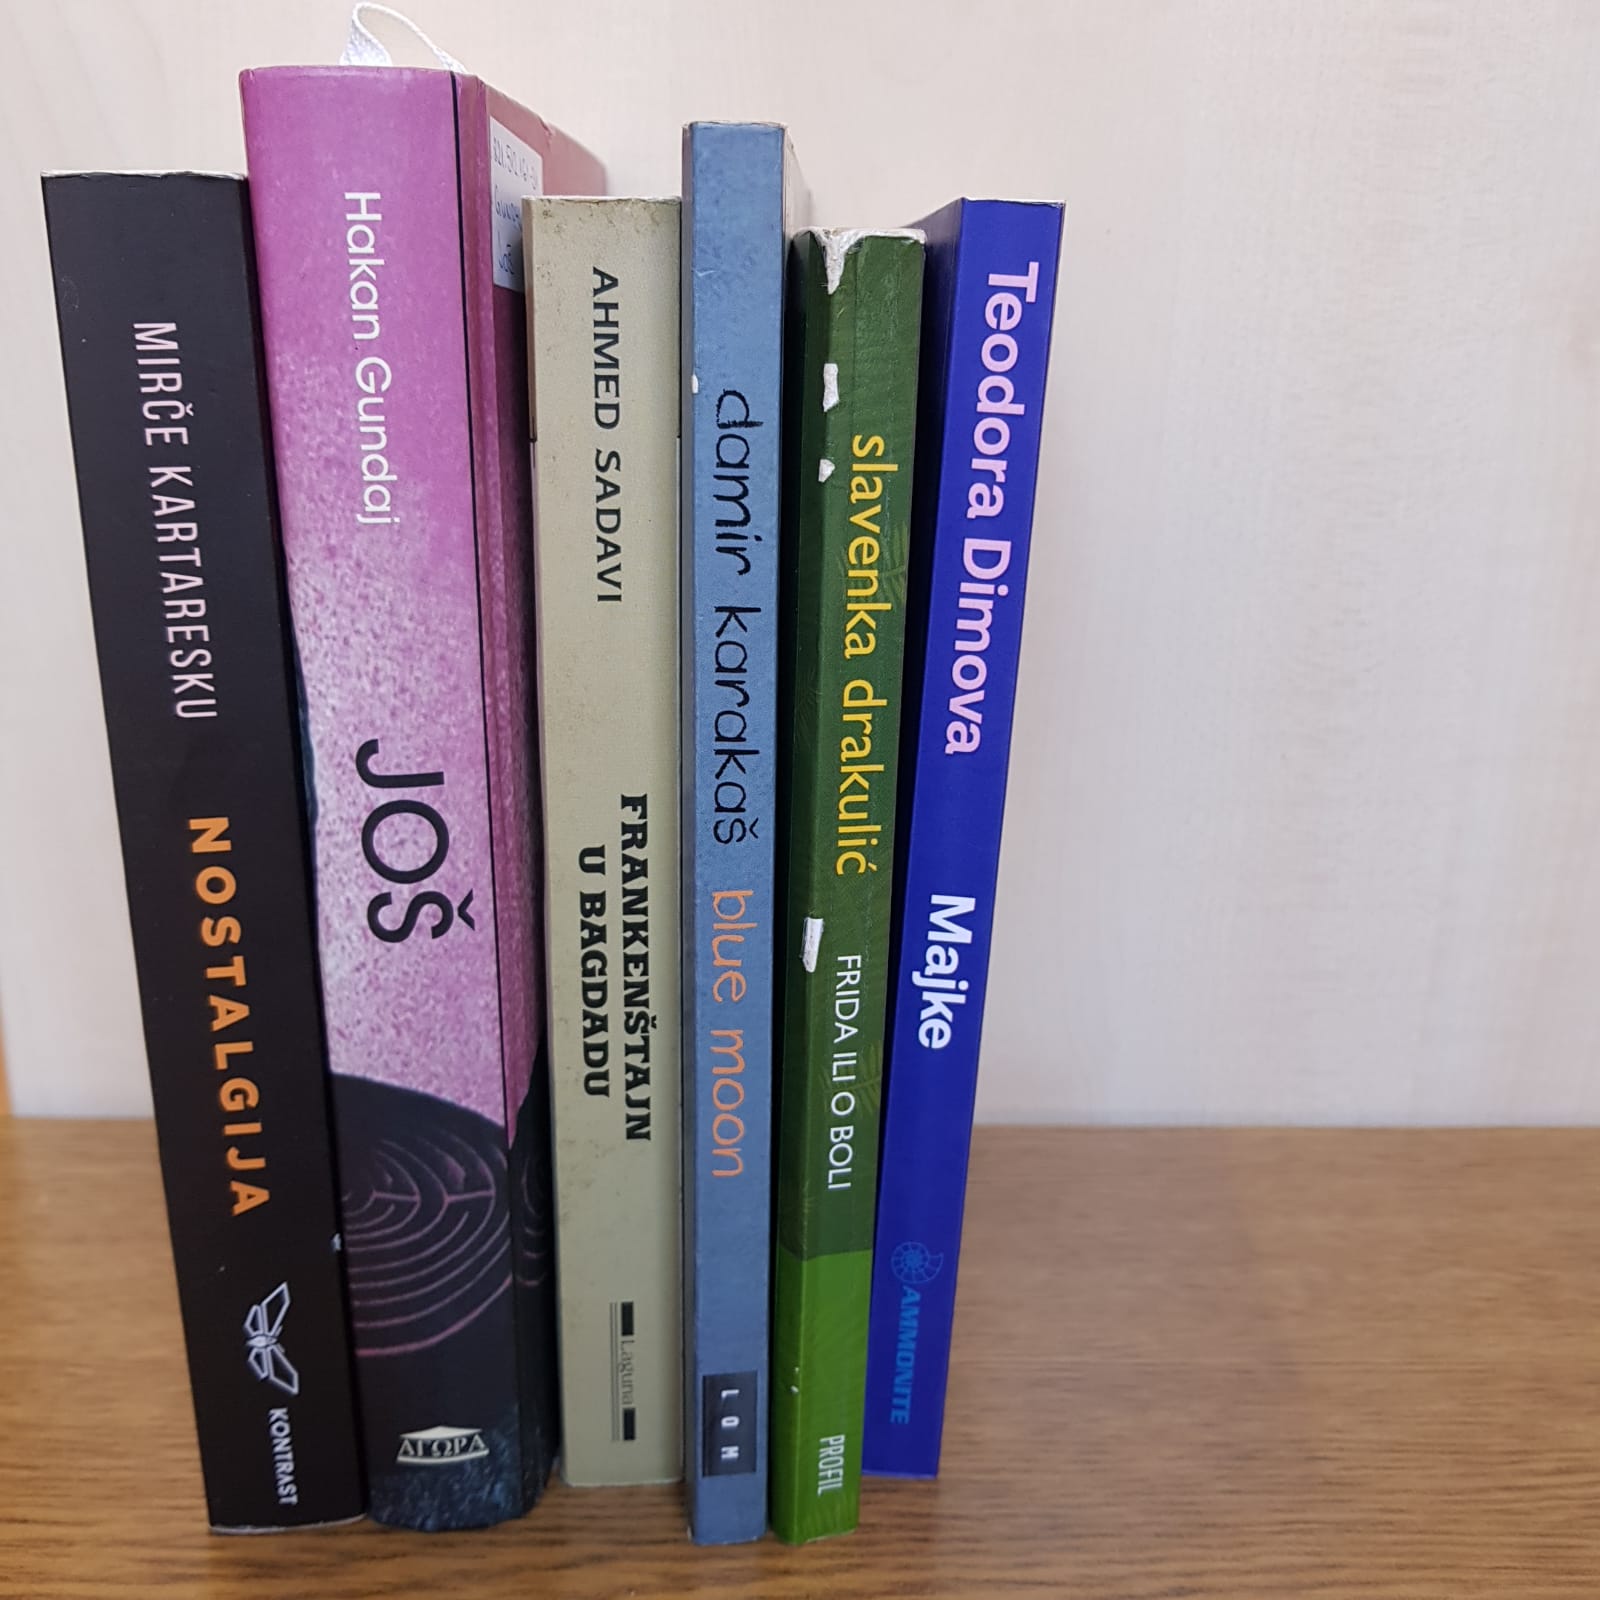 MIRČE KARTARESKU
NOSTALGIJA
KONTRAST
Hakan Gundaj
JOŠ
ΑΓΩΡΑ
AHMED SADAVI
FRANKENŠTAJN
U BAGDADU
Laguna
damir karakaš
blue moon
LOM
slavenka drakulić
FRIDA ILI O BOLI
PROFIL
Teodora Dimova
Majke
AMMONITE